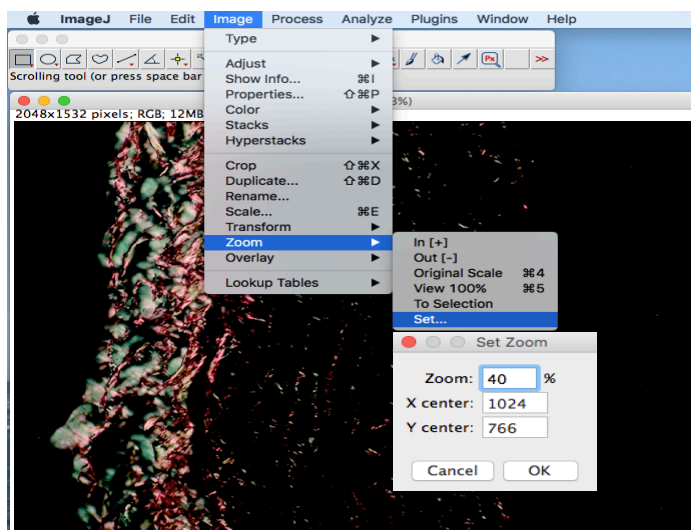 ImageJ File Edit Image Process Analyze Plugins Window Help
Scrolling tool (or press space bar
Px >>
3%)
2048x1532 pixels; RGB; 12MB
Type
Adjust
Show Info... ⌘I
Properties... ⇧⌘P
Color
Stacks
Hyperstacks
Crop ⇧⌘X
Duplicate... ⇧⌘D
Rename...
Scale... ⌘E
Transform
Zoom
Overlay
Lookup Tables
In [+]
Out [-]
Original Scale ⌘4
View 100% ⌘5
To Selection
Set...
Set Zoom
Zoom: 40 %
X center: 1024
Y center: 766
Cancel OK